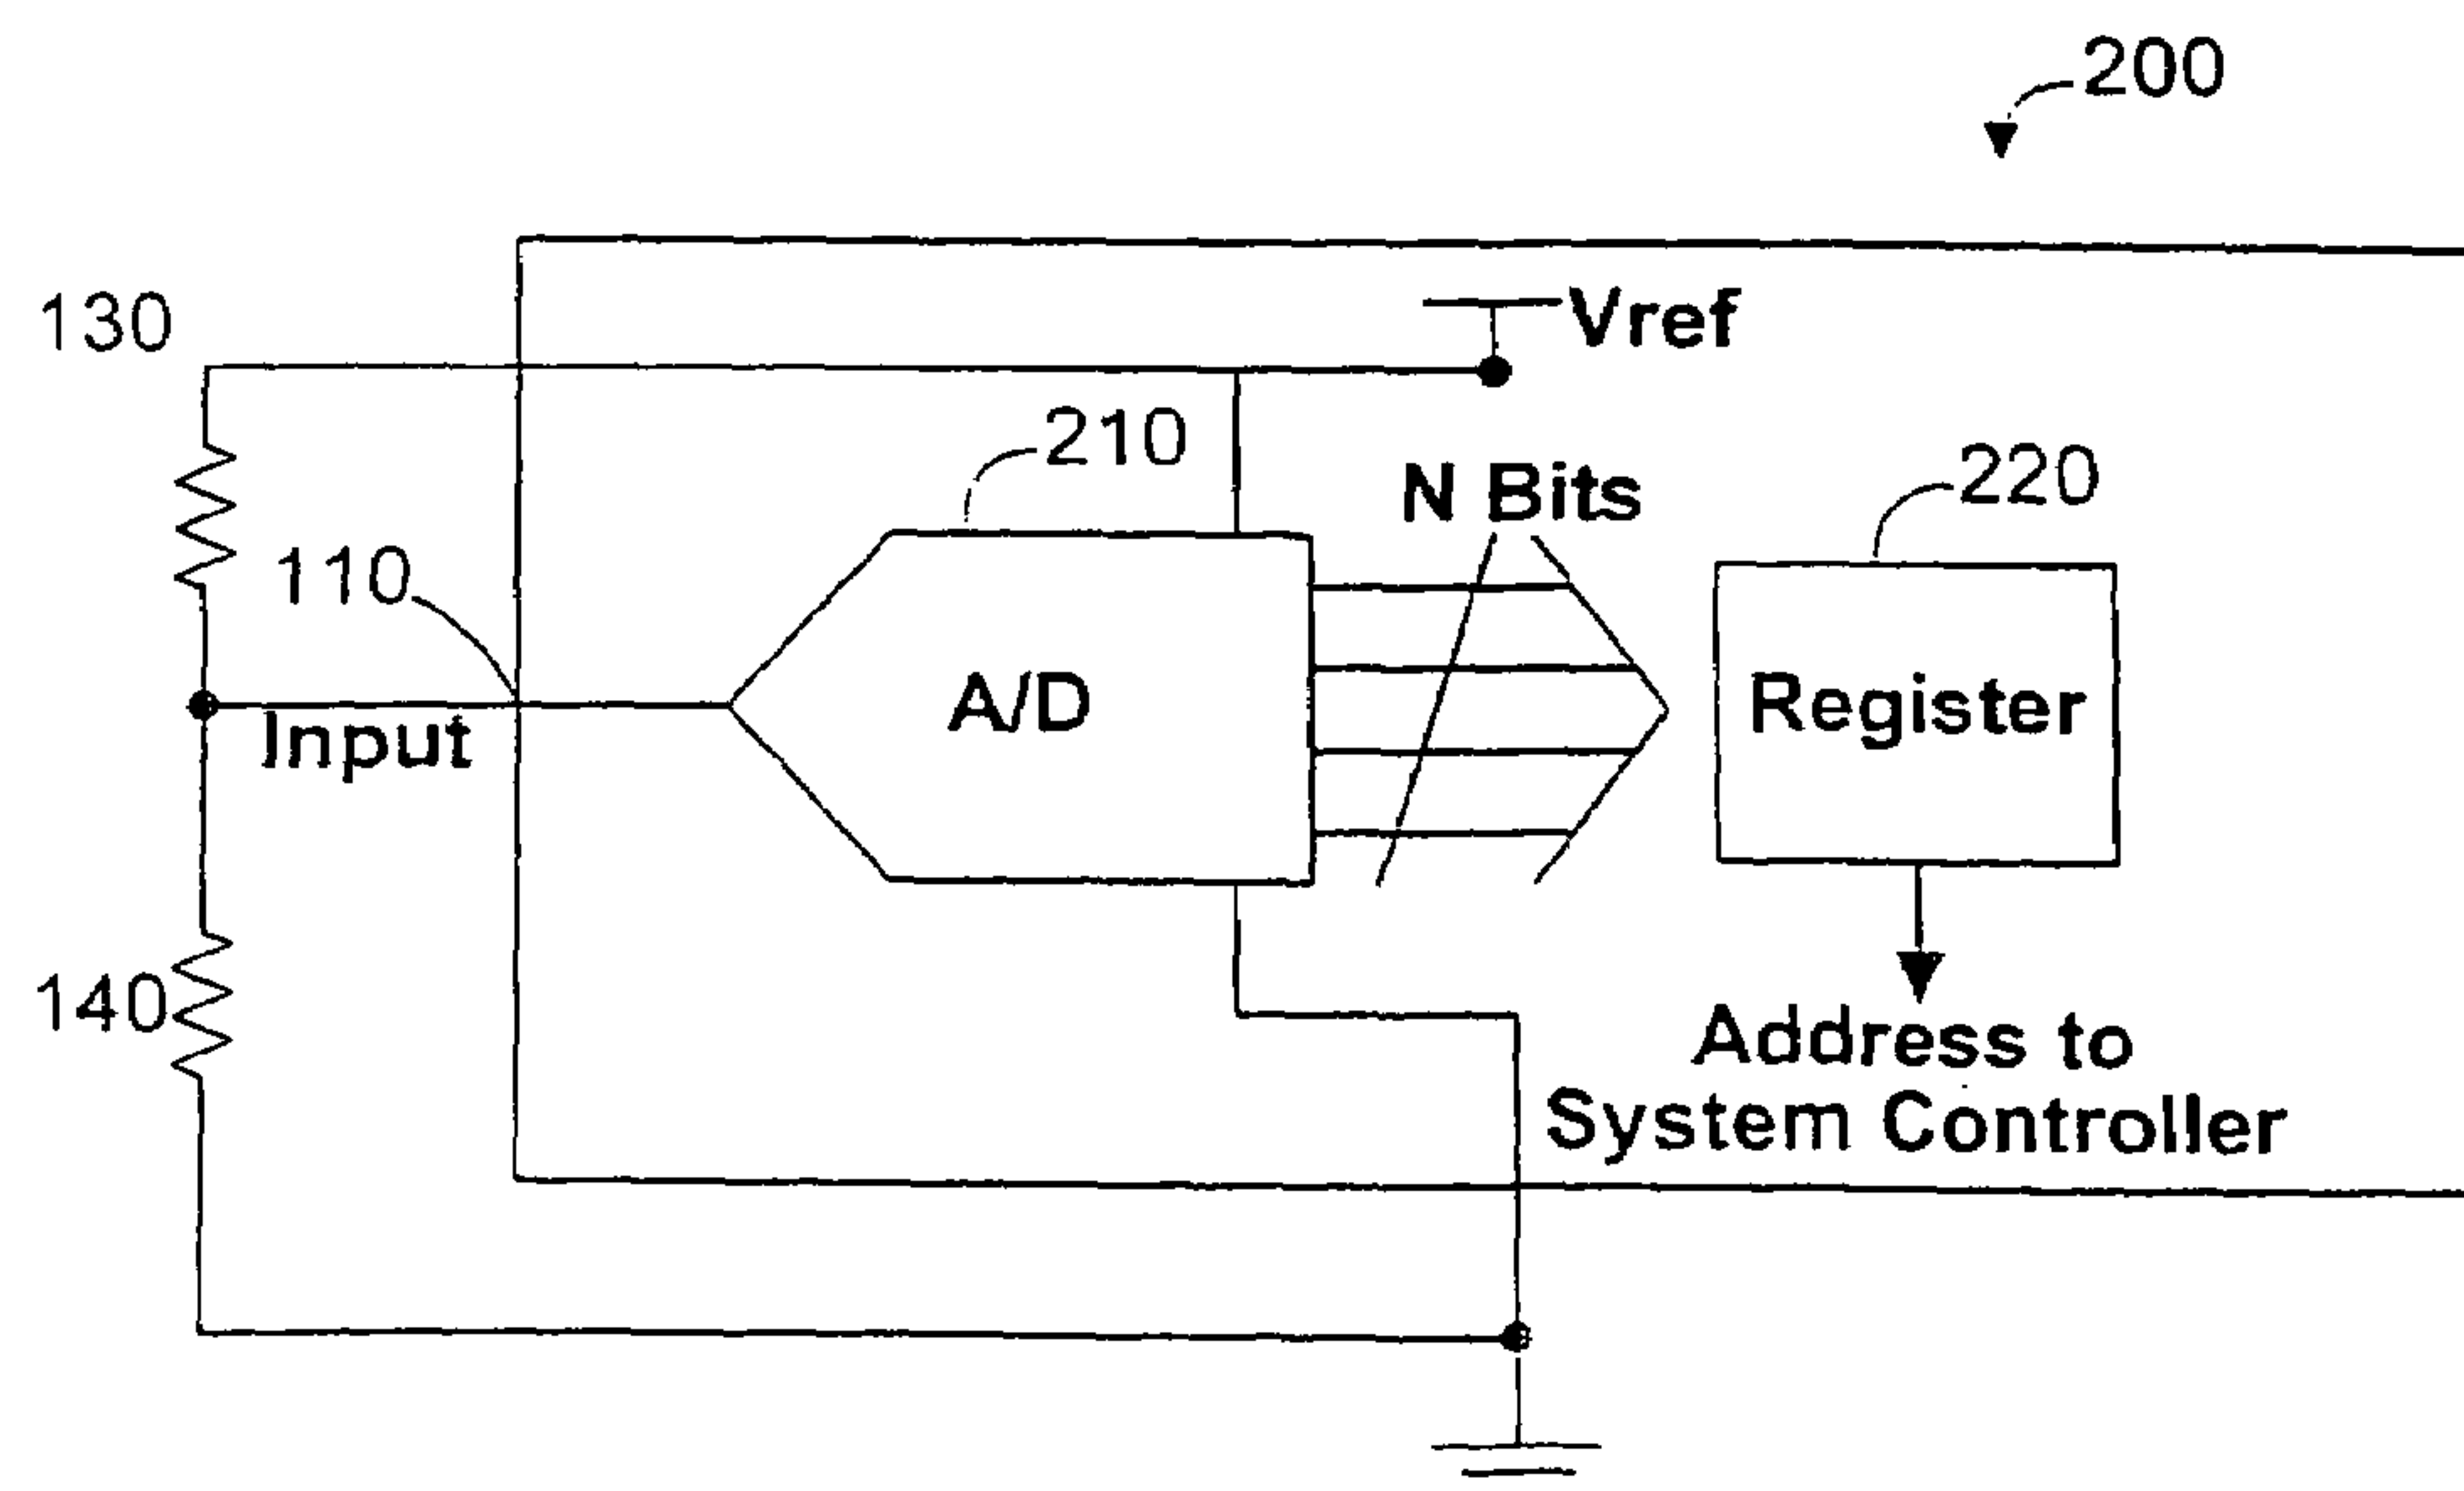 200
130
Vref
210
N Bits
220
110
A/D
Register
Input
140
Address to
System Controller